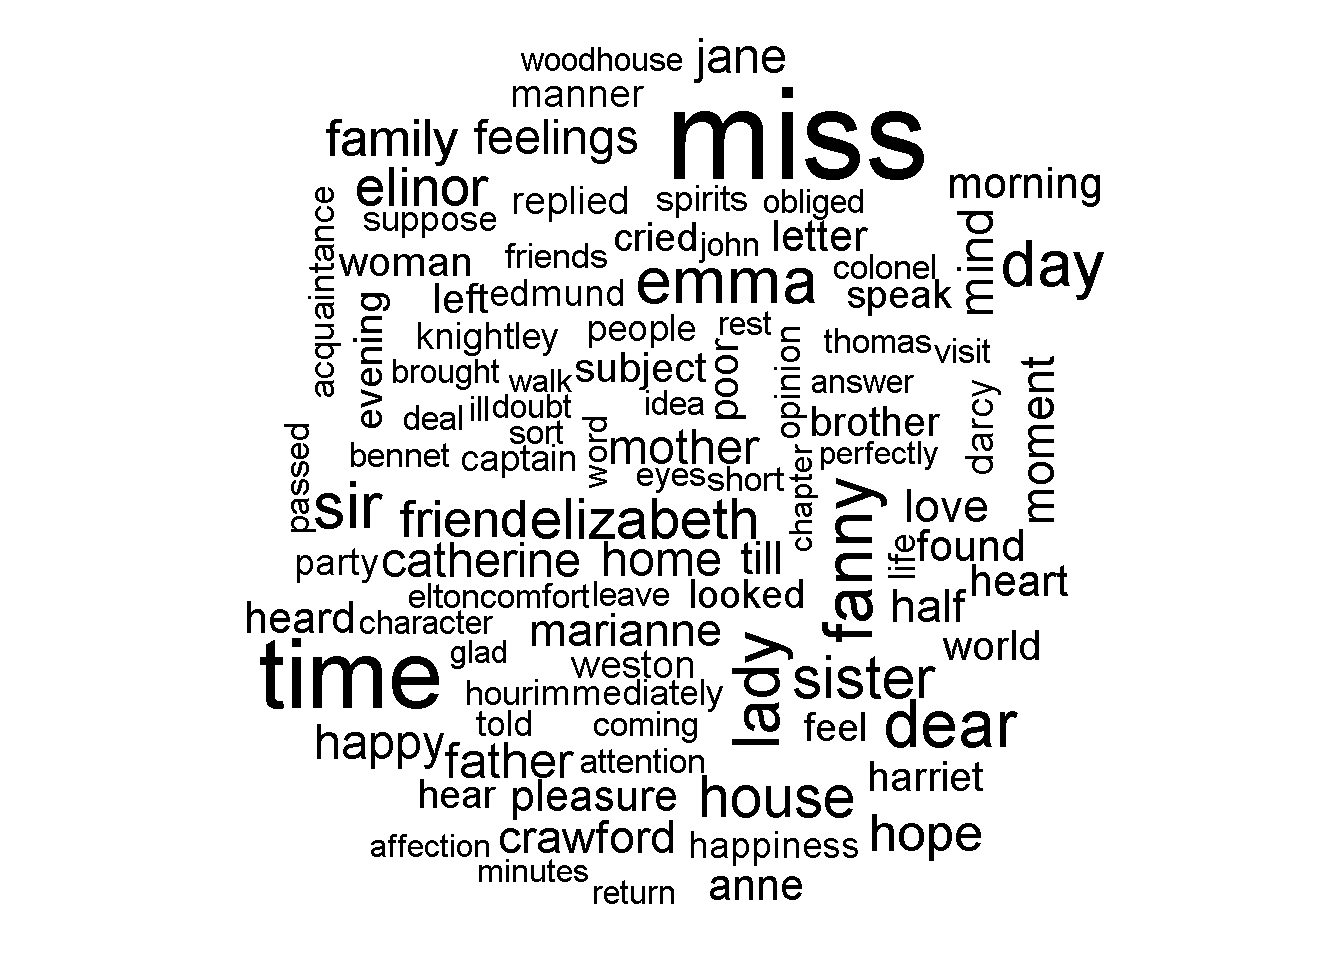 woodhouse jane
manner
miss
family feelings
elinor
morning
replied spirits obliged
suppose
acquaintance
cried john letter
mind
day
woman friends
emma
colonel
left edmund
speak
evening
knightley people rest
thomas visit
poor
opinion
brought walk subject
answer
moment
darcy
deal ill doubt idea
brother
sort
word
mother
passed
bennet captain
perfectly
eyes short
chapter
sir friend elizabeth
fanny
love
party catherine home till
life
found
elton comfort leave looked
heart
half
heard character
marianne
world
time
glad
weston
lady
sister
hour immediately
told coming
feel dear
happy father attention
harriet
hear pleasure house
affection crawford happiness hope
minutes
return anne